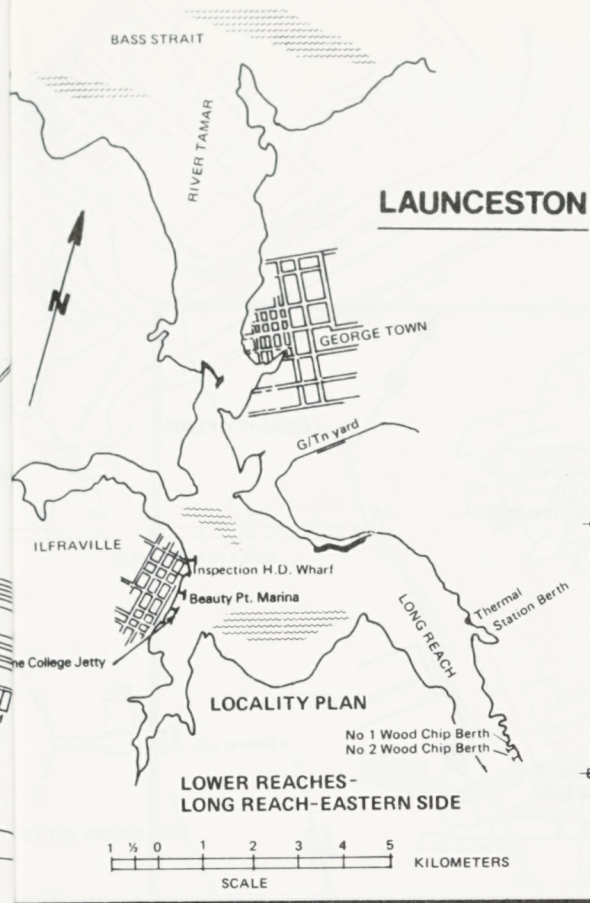 BASS STRAIT
RIVER TAMAR
LAUNCESTON
N
GEORGE TOWN
G/Tn yard
ILFRAVILLE
Inspection H.D. Wharf
Beauty Pt. Marina
Thermal
Station Berth
LONG REACH
ne College Jetty
LOCALITY PLAN
No 1 Wood Chip Berth
No 2 Wood Chip Berth
LOWER REACHES-
LONG REACH-EASTERN SIDE
1 ½ 0 1 2 3 4 5
KILOMETERS
SCALE